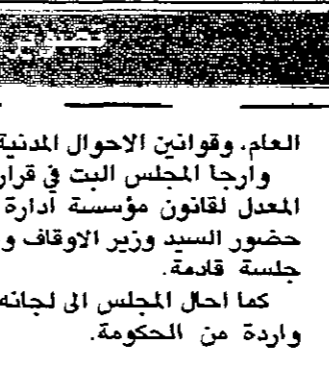 العام، وقوانين الاحوال المدنية
وارجا المجلس البت في قرار
المعدل لقانون مؤسسة ادارة
حضور السيد وزير الاوقاف و
جلسة قادمة.
كما احال المجلس الى لجانه
واردة من الحكومة.